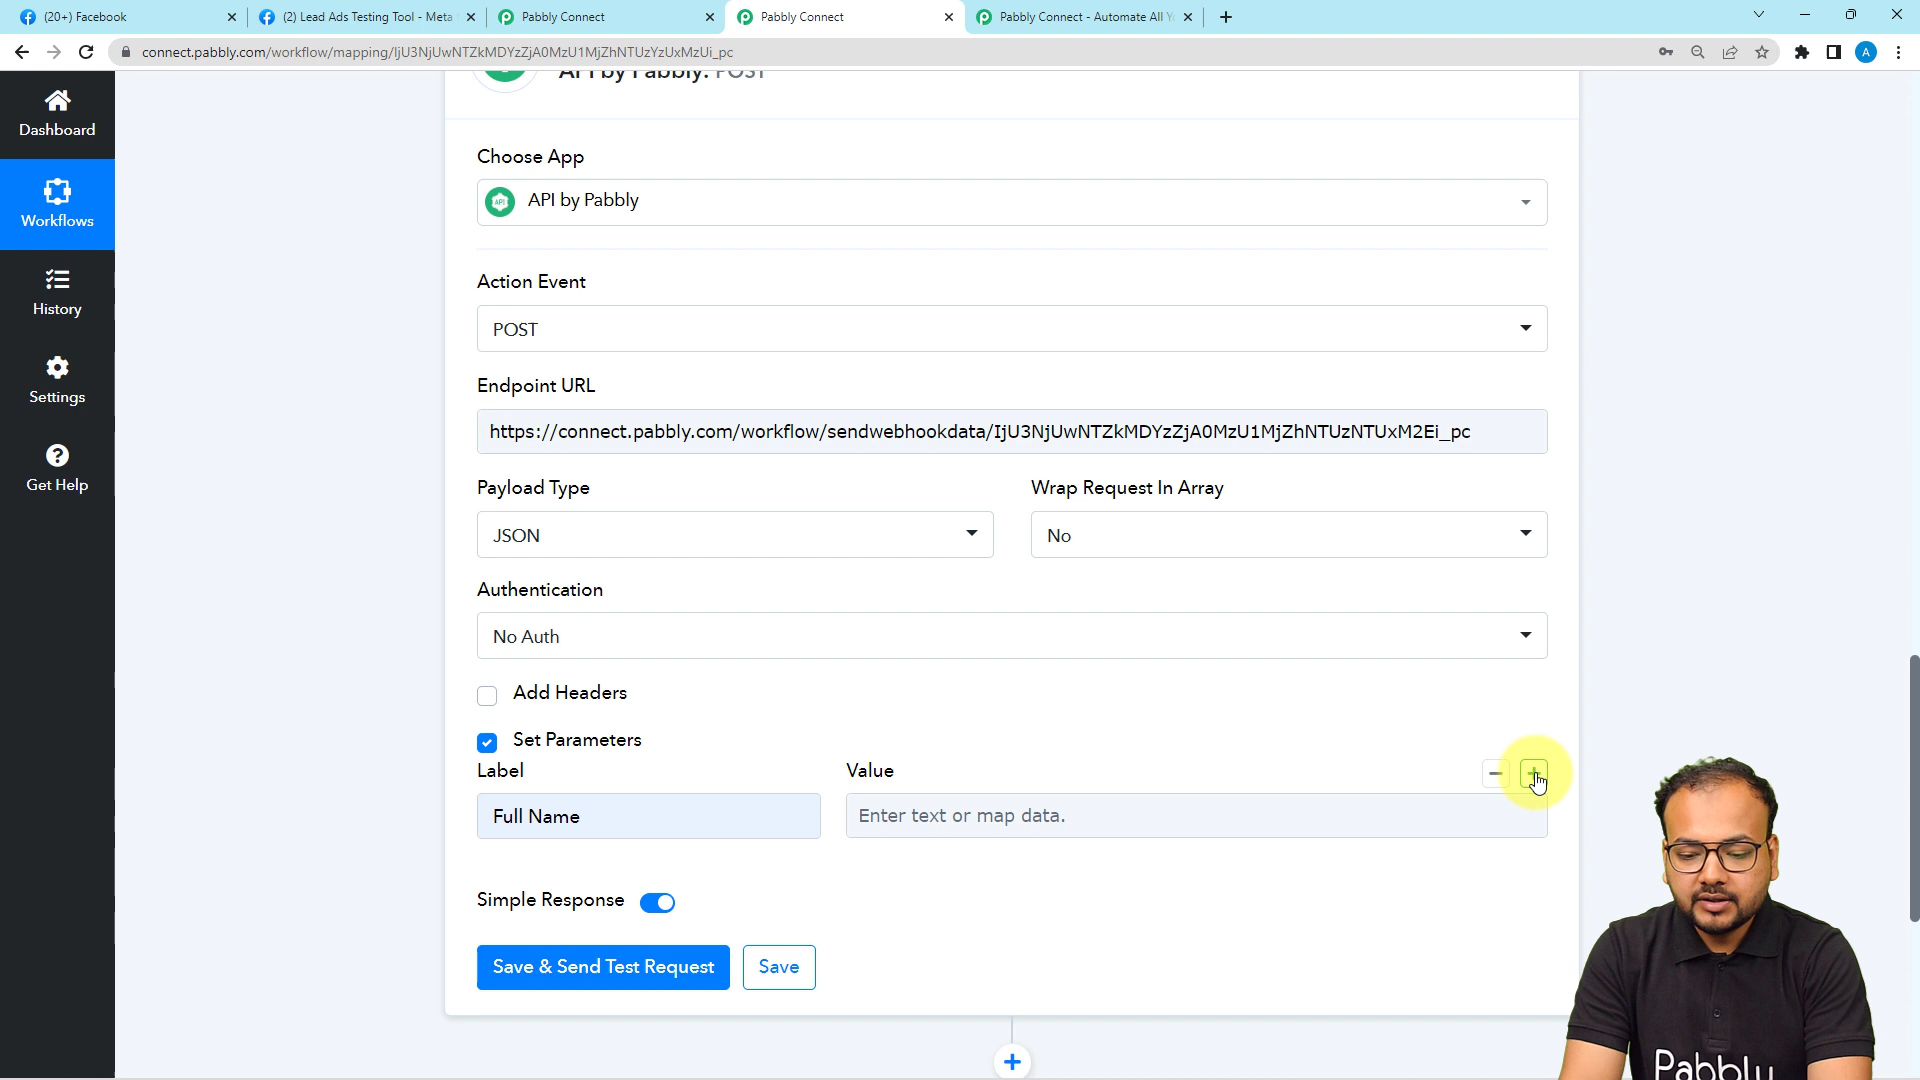 (20+) Facebook
(2) Lead Ads Testing Tool - Meta
Pabbly Connect
Pabbly Connect
Pabbly Connect - Automate All Y
A
connect.pabbly.com/workflow/mapping/IjU3NjUwNTZkMDYzZjA0MzU1MjZhNTUzYzUxMzUi_pc
API by Pabbly: POST
Dashboard
Workflows
History
Settings
Get Help
Choose App
API
API by Pabbly
Action Event
POST
Endpoint URL
https://connect.pabbly.com/workflow/sendwebhookdata/IjU3NjUwNTZkMDYzZjA0MzU1MjZhNTUzNTUxM2Ei_pc
Payload Type
Wrap Request In Array
JSON
No
Authentication
No Auth
Add Headers
Set Parameters
Label
Value
Full Name
Enter text or map data.
Simple Response
Save & Send Test Request
Save
Pabbly